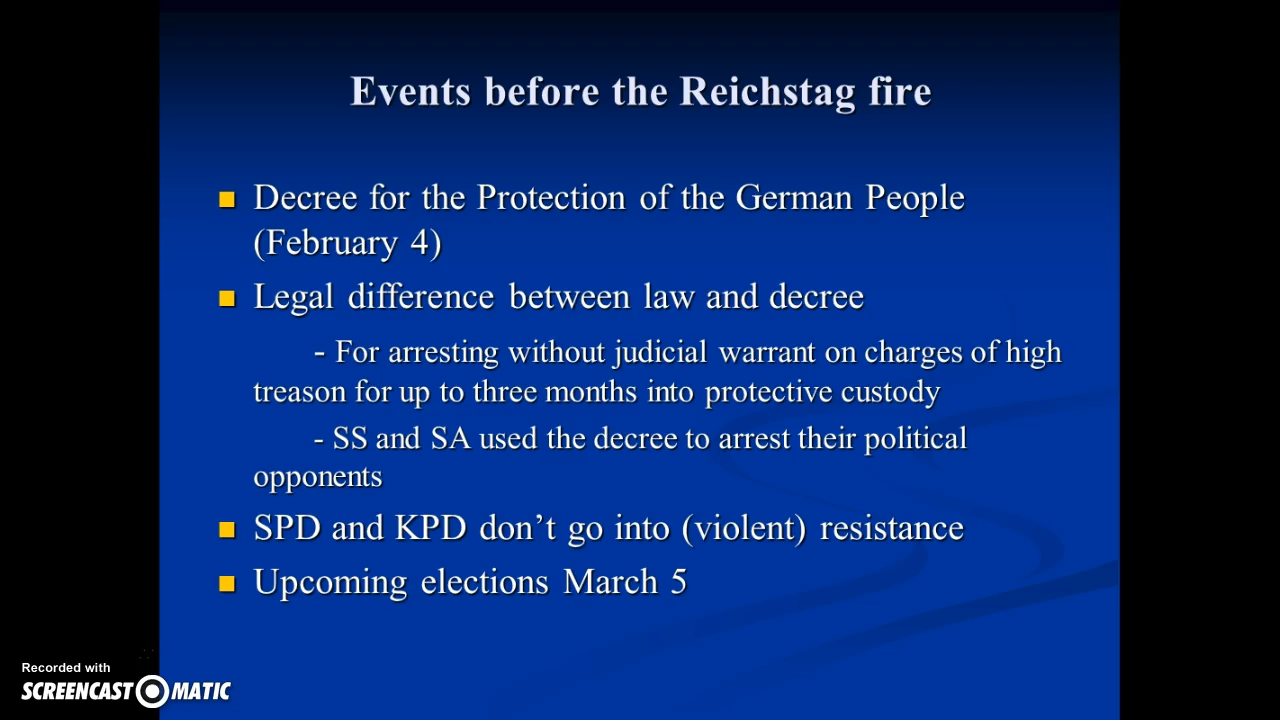 Events before the Reichstag fire
Decree for the Protection of the German People
(February 4)
Legal difference between law and decree
- For arresting without judicial warrant on charges of high
treason for up to three months into protective custody
- SS and SA used the decree to arrest their political
opponents
SPD and KPD don't go into (violent) resistance
Upcoming elections March 5
Recorded with
SCREENCAST MATIC